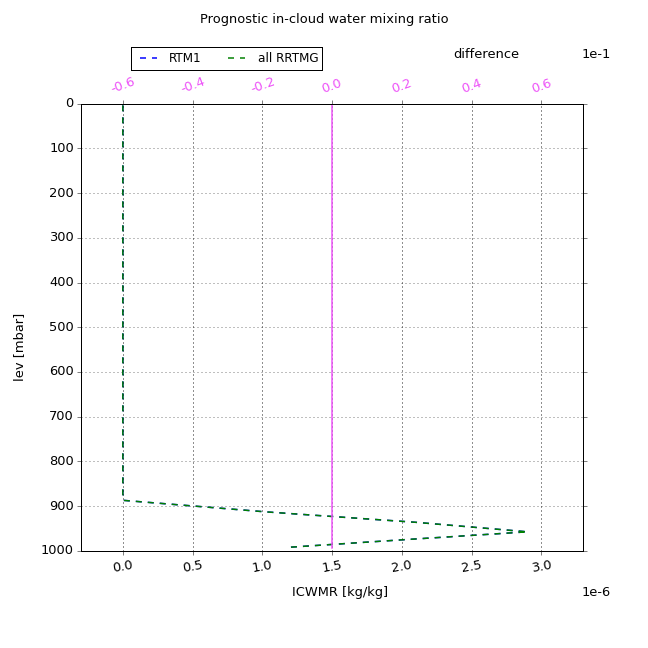 Prognostic in-cloud water mixing ratio
RTM1 all RRTMG difference 1e-1
-0.6 -0.4 -0.2 0.0 0.2 0.4 0.6
0
100
200
300
400
500
600
700
800
900
1000
lev [mbar]
0.0 0.5 1.0 1.5 2.0 2.5 3.0
ICWMR [kg/kg] 1e-6